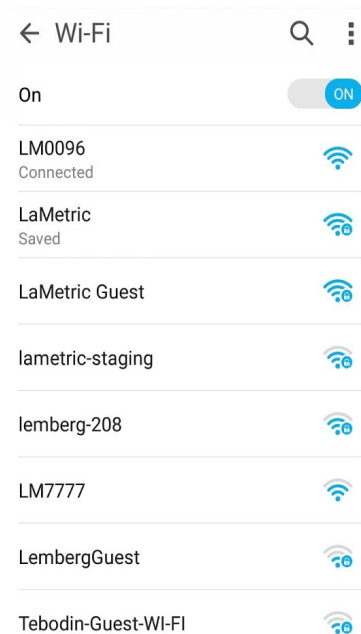 Wi-Fi
On
ON
LM0096
Connected
LaMetric
Saved
LaMetric Guest
lametric-staging
lemberg-208
LM7777
LembergGuest
Tebodin-Guest-WI-FI